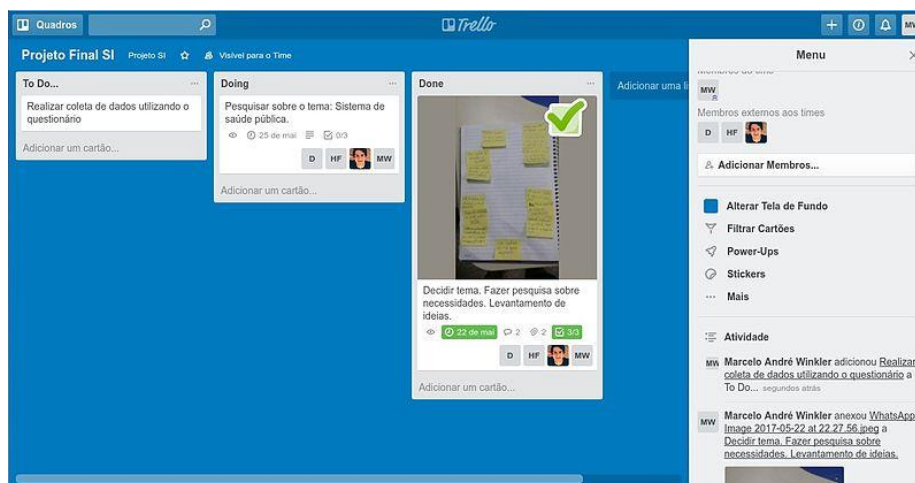 Quadros
Trello
MW
Projeto Final SI
Projeto SI
Visível para o Time
To Do...
Realizar coleta de dados utilizando o
questionário
Adicionar um cartão...
Doing
Pesquisar sobre o tema: Sistema de
saúde pública.
25 de mai
0/3
D
HF
MW
Adicionar um cartão...
Done
Decidir tema. Fazer pesquisa sobre
necessidades. Levantamento de
ideias.
22 de mai
2
2
3/3
D
HF
MW
Adicionar um cartão...
Adicionar uma li
Menu
MW
Membros externos aos times
D
HF
Adicionar Membros...
Alterar Tela de Fundo
Filtrar Cartões
Power-Ups
Stickers
Mais
Atividade
MW
Marcelo André Winkler adicionou Realizar
coleta de dados utilizando o questionário a
To Do... segundos atrás
MW
Marcelo André Winkler anexou WhatsApp
Image 2017-05-22 at 22.27.56.jpeg a
Decidir tema. Fazer pesquisa sobre
necessidades. Levantamento de ideias.